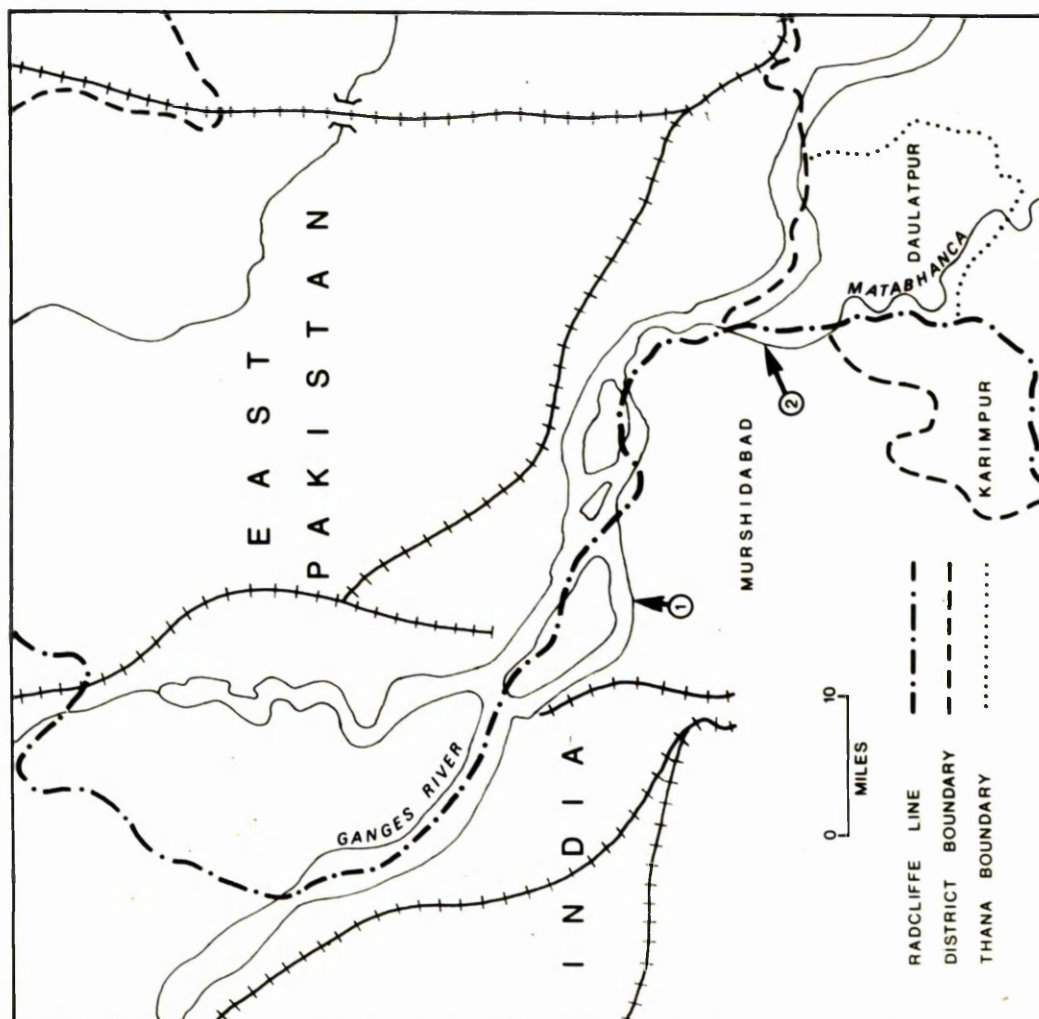 EAST
PAKISTAN
GANGES RIVER
INDIA
MURSHIDABAD
DAULATPUR
MATABHANCA
KARIMPUR
1
2
0 10
MILES
RADCLIFFE LINE
DISTRICT BOUNDARY
THANA BOUNDARY